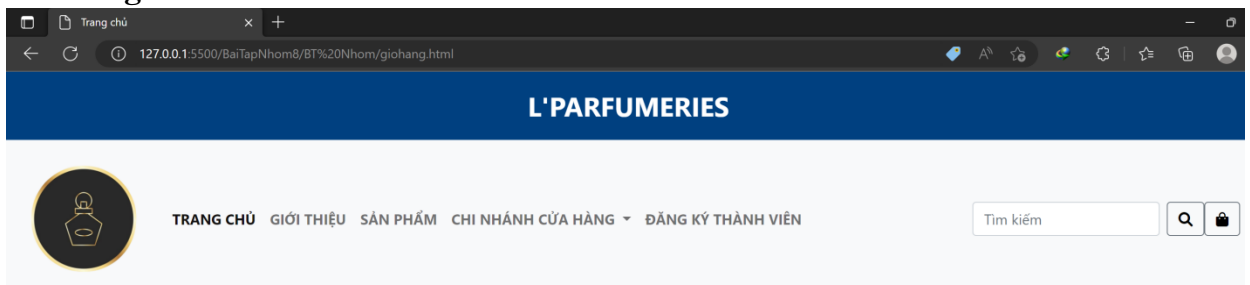 Trang chủ
127.0.0.1:5500/BaiTapNhom8/BT%20Nhom/giohang.html
L'PARFUMERIES
TRANG CHỦ GIỚI THIỆU SẢN PHẨM CHI NHÁNH CỬA HÀNG ĐĂNG KÝ THÀNH VIÊN Tìm kiếm